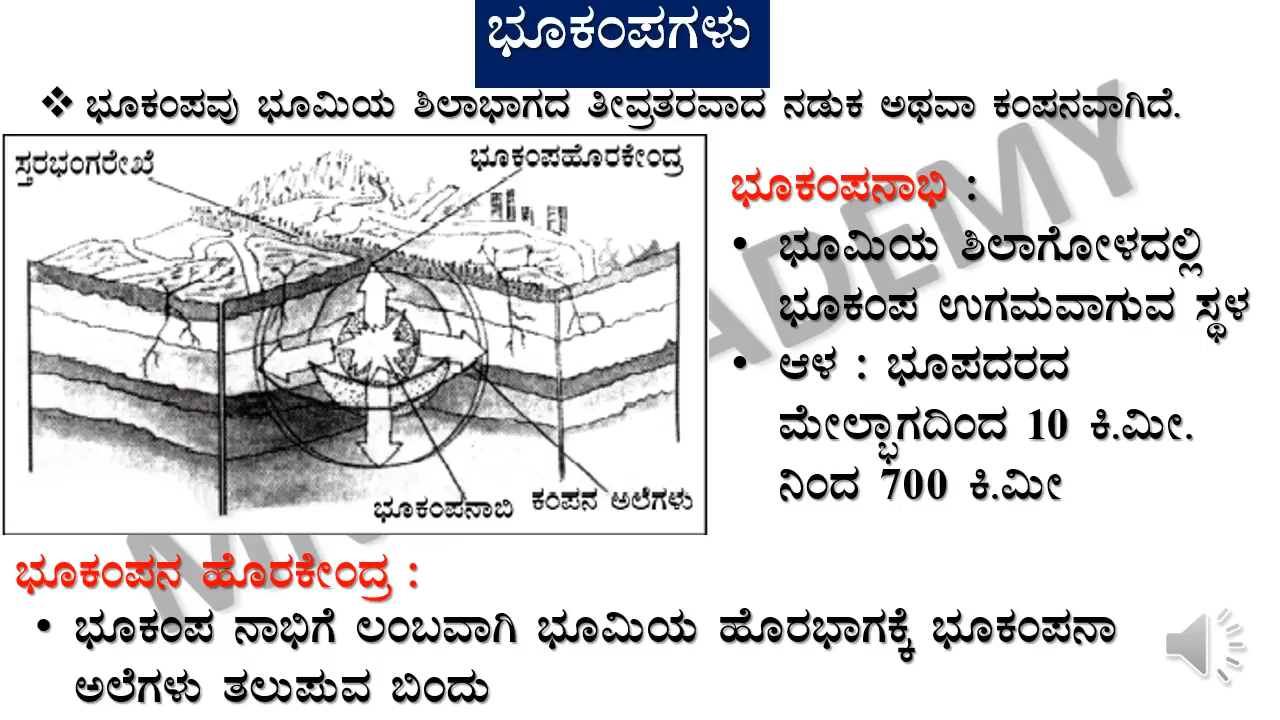 ಭೂಕಂಪಗಳು
❖ ಭೂಕಂಪವು ಭೂಮಿಯ ಶಿಲಾಭಾಗದ ತೀವ್ರತರವಾದ ನಡುಕ ಅಥವಾ ಕಂಪನವಾಗಿದೆ.
ಸ್ತರಭಂಗರೇಖೆ
ಭೂಕಂಪಹೊರಕೇಂದ್ರ
ಭೂಕಂಪನಾಬಿ
ಕಂಪನ ಅಲೆಗಳು
ಭೂಕಂಪನಾಭಿ :
• ಭೂಮಿಯ ಶಿಲಾಗೋಳದಲ್ಲಿ
ಭೂಕಂಪ ಉಗಮವಾಗುವ ಸ್ಥಳ
• ಆಳ : ಭೂಪದರದ
ಮೇಲ್ಭಾಗದಿಂದ 10 ಕಿ.ಮೀ.
ನಿಂದ 700 ಕಿ.ಮೀ
ಭೂಕಂಪನ ಹೊರಕೇಂದ್ರ :
• ಭೂಕಂಪ ನಾಭಿಗೆ ಲಂಬವಾಗಿ ಭೂಮಿಯ ಹೊರಭಾಗಕ್ಕೆ ಭೂಕಂಪನಾ
ಅಲೆಗಳು ತಲುಪುವ ಬಿಂದು